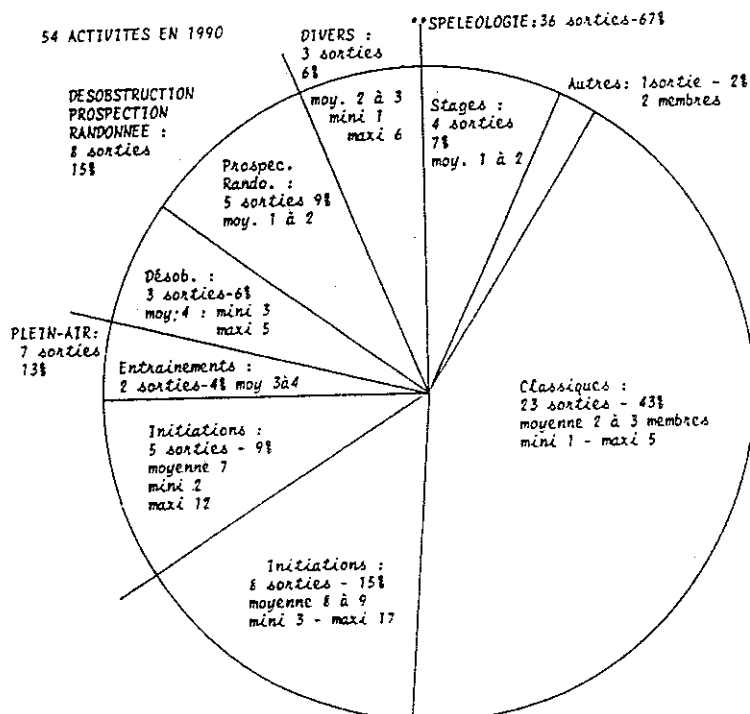 54 ACTIVITES EN 1990
DIVERS :
3 sorties
6%
**SPELEOLOGIE:36 sorties-67%
DESOBSTRUCTION
PROSPECTION
RANDONNEE :
8 sorties
15%
moy. 2 à 3
mini 1
maxi 6
Stages :
4 sorties
7%
moy. 1 à 2
Autres: 1sortie - 2%
2 membres
Prospec.
Rando. :
5 sorties 9%
moy. 1 à 2
Désob. :
3 sorties-6%
moy:4 : mini 3
maxi 5
PLEIN-AIR:
7 sorties
13%
Entrainements :
2 sorties-4% moy 3à4
Classiques :
23 sorties - 43%
moyenne 2 à 3 membres
mini 1 - maxi 5
Initiations :
5 sorties - 9%
moyenne 7
mini 2
maxi 12
Initiations :
8 sorties - 15%
moyenne 8 à 9
mini 3 - maxi 17